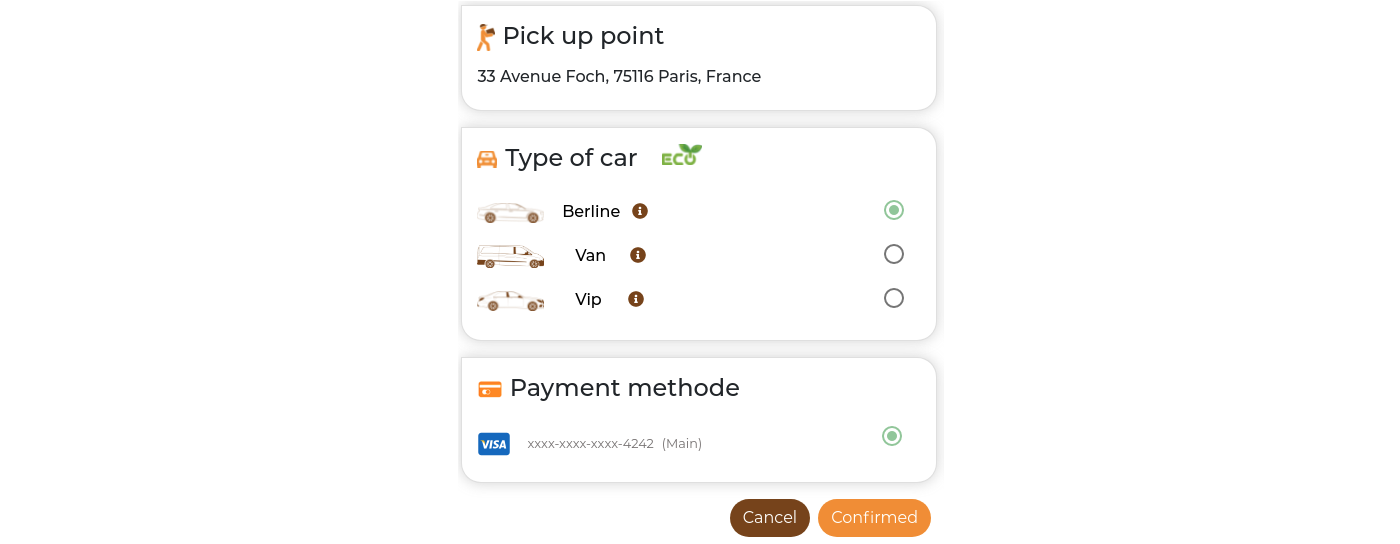 Pick up point
33 Avenue Foch, 75116 Paris, France
Type of car ECO
Berline
Van
Vip
Payment methode
VISA xxxx-xxxx-xxxx-4242 (Main)
Cancel Confirmed